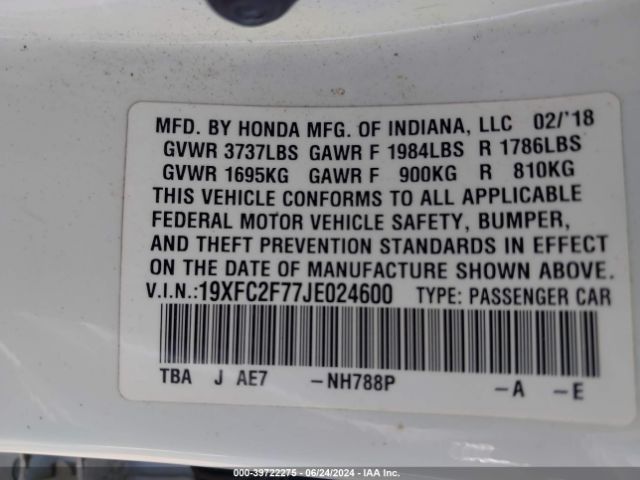 MFD. BY HONDA MFG. OF INDIANA, LLC 02/'18
GVWR 3737LBS GAWR F 1984LBS R 1786LBS
GVWR 1695KG GAWR F 900KG R 810KG
THIS VEHICLE CONFORMS TO ALL APPLICABLE
FEDERAL MOTOR VEHICLE SAFETY, BUMPER,
AND THEFT PREVENTION STANDARDS IN EFFECT
ON THE DATE OF MANUFACTURE SHOWN ABOVE.
V.I.N.:19XFC2F77JE024600 TYPE: PASSENGER CAR
TBA J AE7 -NH788P -A -E
000-39722275 - 06/24/2024 - IAA Inc.